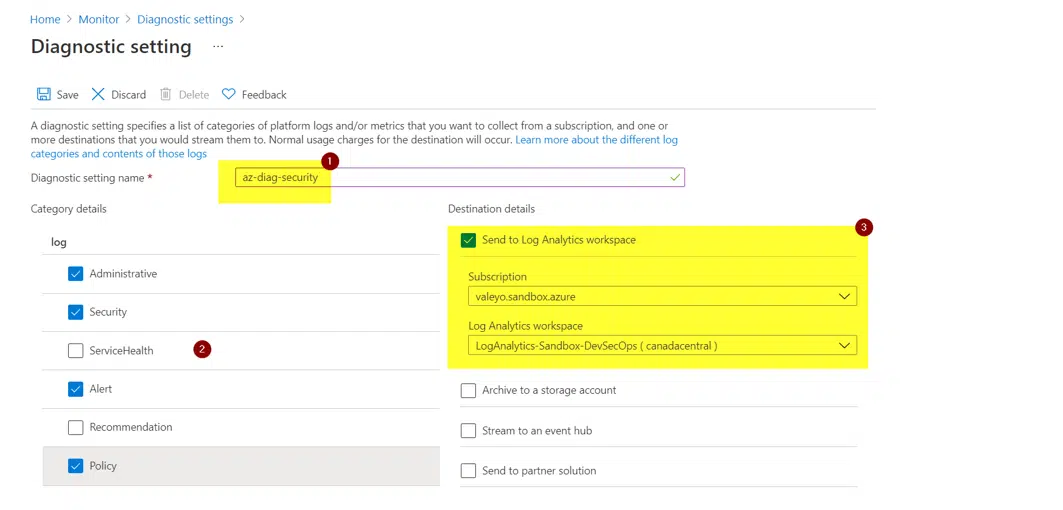 Home > Monitor > Diagnostic settings >
Diagnostic setting ...
Save Discard Delete Feedback
A diagnostic setting specifies a list of categories of platform logs and/or metrics that you want to collect from a subscription, and one or
more destinations that you would stream them to. Normal usage charges for the destination will occur. Learn more about the different log
categories and contents of those logs
1
Diagnostic setting name * az-diag-security
Category details
log
Administrative
Security
ServiceHealth
2
Alert
Recommendation
Policy
Destination details
3
Send to Log Analytics workspace
Subscription
valeyo.sandbox.azure
Log Analytics workspace
LogAnalytics-Sandbox-DevSecOps ( canadacentral )
Archive to a storage account
Stream to an event hub
Send to partner solution